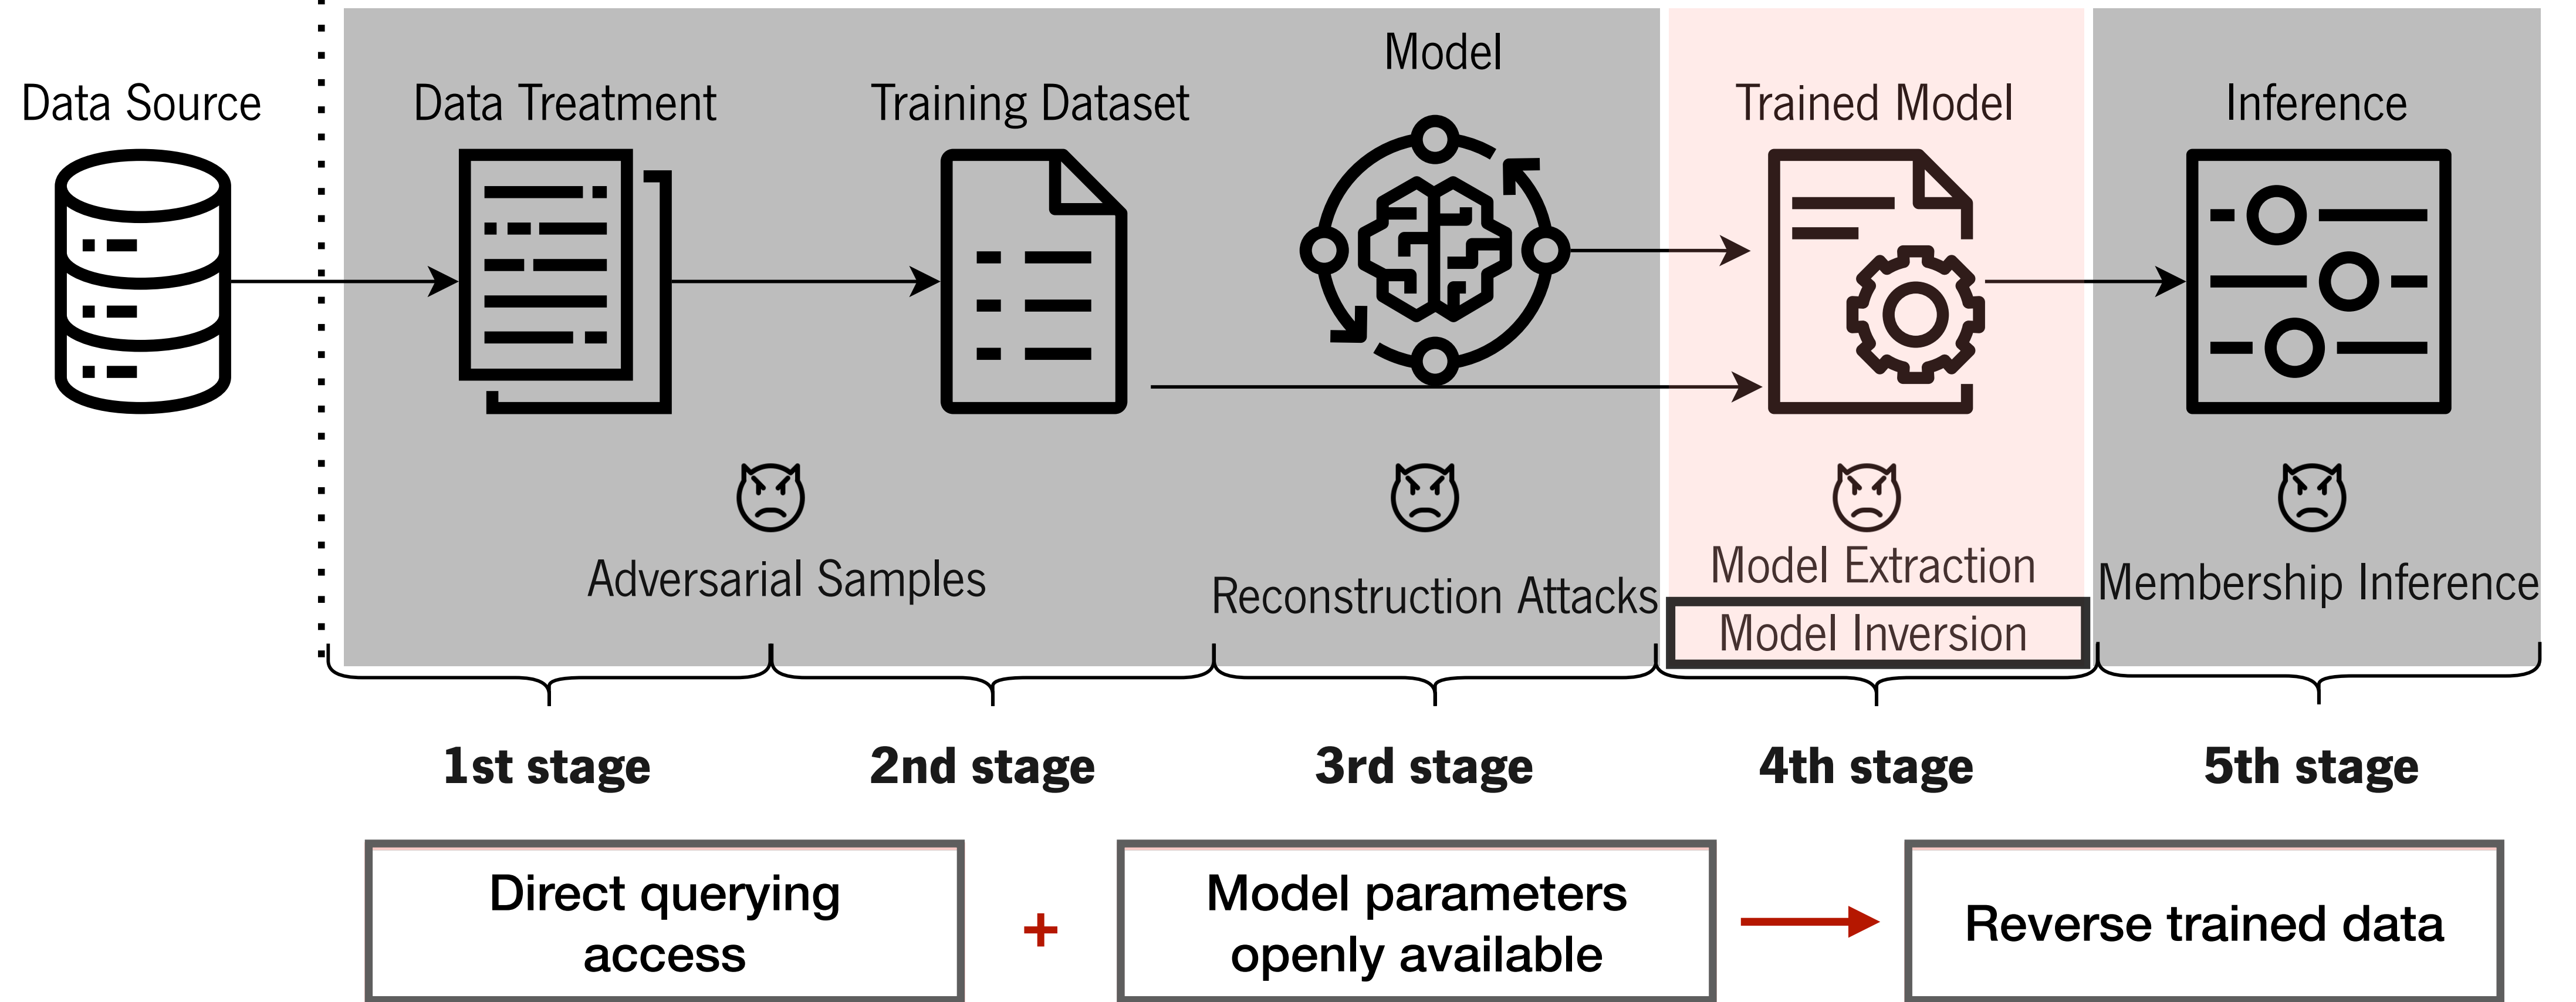 Data Source
Data Treatment
Training Dataset
Model
Trained Model
Inference
Adversarial Samples
Reconstruction Attacks
Model Extraction
Model Inversion
Membership Inference
1st stage
2nd stage
3rd stage
4th stage
5th stage
Direct querying
access
+
Model parameters
openly available
Reverse trained data